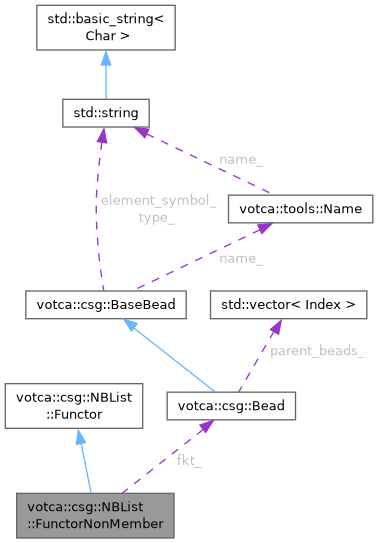 std::basic_string<
Char >
std::string
name_
element_symbol_
type_
votca::tools::Name
name_
votca::csg::BaseBead
std::vector< Index >
parent_beads_
votca::csg::NBList
::Functor
votca::csg::Bead
fkt_
votca::csg::NBList
::FunctorNonMember